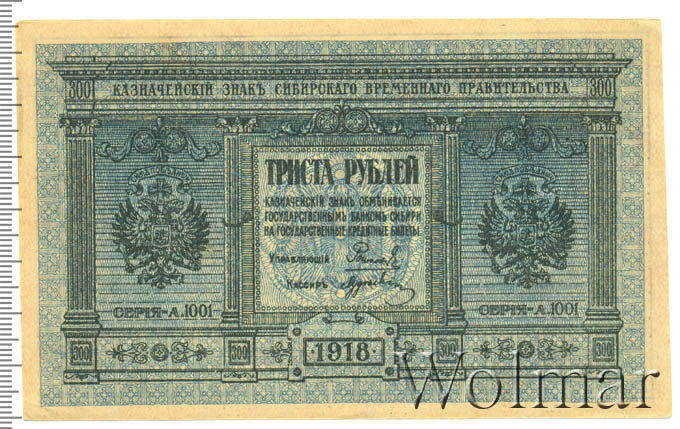 300 КАЗНАЧЕЙСКІЙ ЗНАКЪ СИБИРСКАГО ВРЕМЕННАГО ПРАВИТЕЛЬСТВА 300
ТРИСТА РУБЛЕЙ
КАЗНАЧЕЙСКІЙ ЗНАКЪ ОБМѢНИВАЕТСЯ
ГОСУДАРСТВЕННЫМЪ БАНКОМЪ СИБИРИ
НА ГОСУДАРСТВЕННЫЕ КРЕДИТНЫЕ БИЛЕТЫ.
Управляющій
Кассиръ
СЕРІЯ-А.1001 СЕРІЯ-А.1001
300 300 1918 300 300
Wolmar